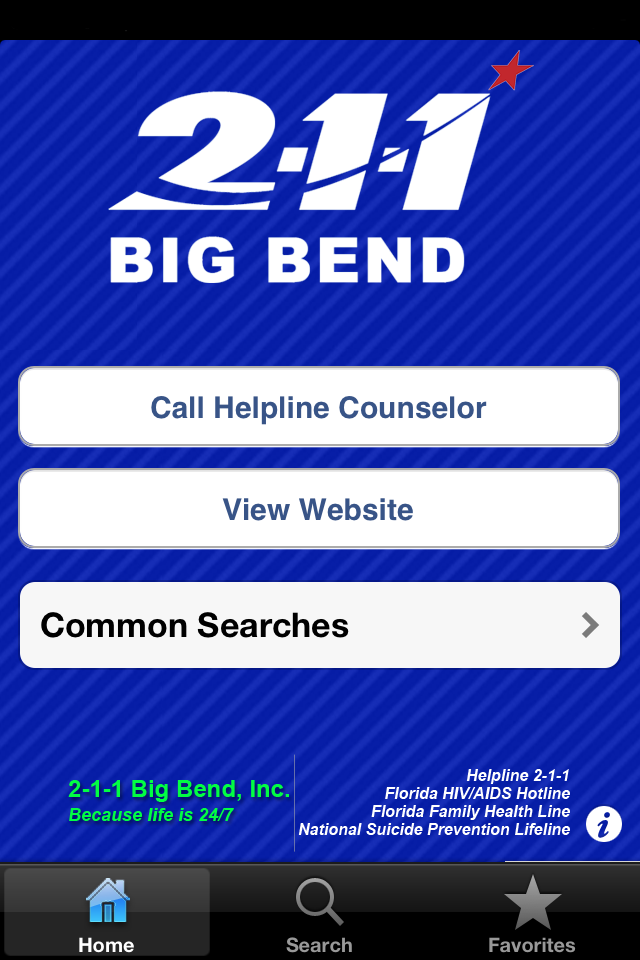 2-1-1
BIG BEND
Call Helpline Counselor
View Website
Common Searches
2-1-1 Big Bend, Inc.
Because life is 24/7
Helpline 2-1-1
Florida HIV/AIDS Hotline
Florida Family Health Line
National Suicide Prevention Lifeline
i
Home
Search
Favorites